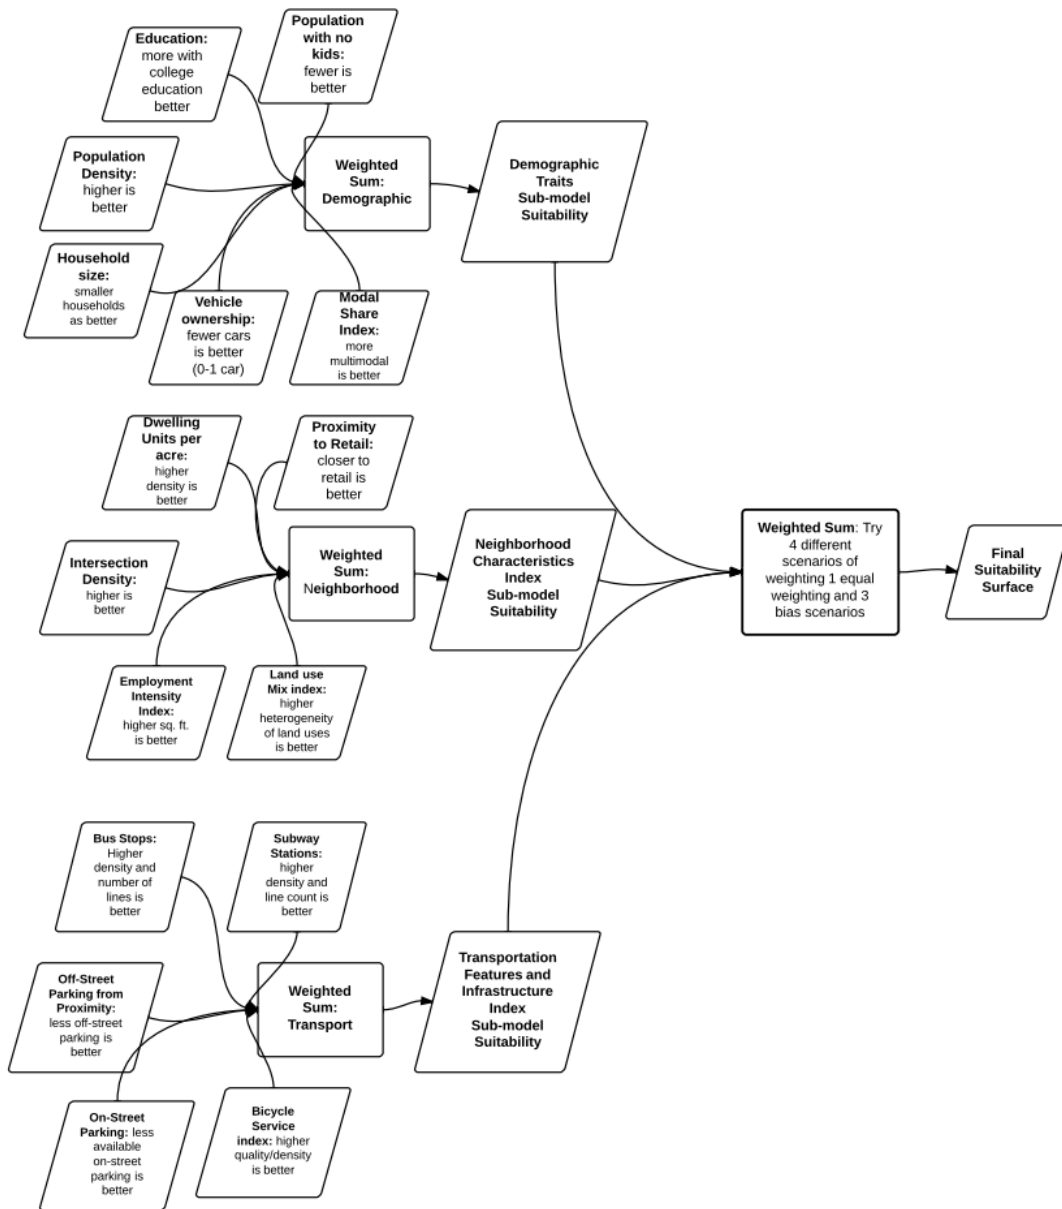 Education:
more with
college
education
better
Population
with no
kids:
fewer is
better
Population
Density:
higher is
better
Weighted
Sum:
Demographic
Demographic
Traits
Sub-model
Suitability
Household
size:
smaller
households
as better
Vehicle
ownership:
fewer cars
is better
(0-1 car)
Modal
Share
Index:
more
multimodal
is better
Dwelling
Units per
acre:
higher
density is
better
Proximity
to Retail:
closer to
retail is
better
Intersection
Density:
higher is
better
Weighted
Sum:
Neighborhood
Neighborhood
Characteristics
Index
Sub-model
Suitability
Weighted Sum: Try
4 different
scenarios of
weighting 1 equal
weighting and 3
bias scenarios
Final
Suitability
Surface
Employment
Intensity
Index:
higher sq. ft.
is better
Land use
Mix index:
higher
heterogeneity
of land uses
is better
Bus Stops:
Higher
density and
number of
lines is
better
Subway
Stations:
higher
density and
line count is
better
Off-Street
Parking from
Proximity:
less off-street
parking is
better
Weighted
Sum:
Transport
Transportation
Features and
Infrastructure
Index
Sub-model
Suitability
On-Street
Parking: less
available
on-street
parking is
better
Bicycle
Service
index: higher
quality/density
is better